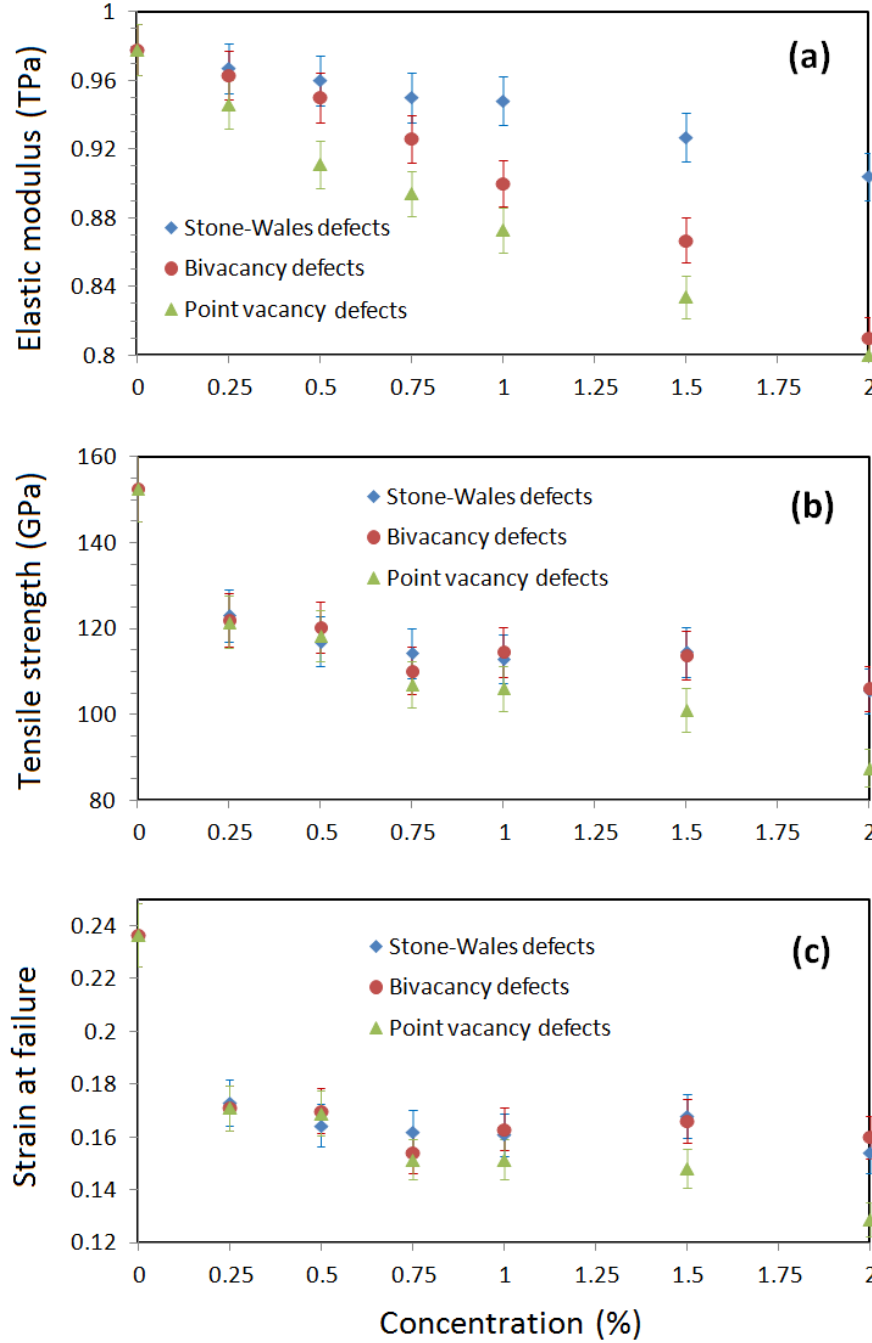 1
0.96
0.92
0.88
0.84
0.8
Elastic modulus (TPa)
(a)
Stone-Wales defects
Bivacancy defects
Point vacancy defects
0 0.25 0.5 0.75 1 1.25 1.5 1.75 2
160
140
120
100
80
Tensile strength (GPa)
(b)
Stone-Wales defects
Bivacancy defects
Point vacancy defects
0 0.25 0.5 0.75 1 1.25 1.5 1.75 2
0.24
0.22
0.2
0.18
0.16
0.14
0.12
Strain at failure
(c)
Stone-Wales defects
Bivacancy defects
Point vacancy defects
0 0.25 0.5 0.75 1 1.25 1.5 1.75 2
Concentration (%)